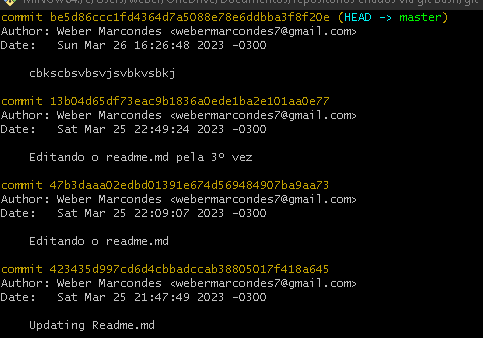 commit be5d86ccc1fd4364d7a5088e78e6ddbba3f8f20e (HEAD -> master)
Author: Weber Marcondes <webermarcondes7@gmail.com>
Date: Sun Mar 26 16:26:48 2023 -0300
cbkscbsvbsvjsvbkvsbkj
commit 13b04d65df73eac9b1836a0ede1ba2e101aa0e77
Author: Weber Marcondes <webermarcondes7@gmail.com>
Date: Sat Mar 25 22:49:24 2023 -0300
Editando o readme.md pela 3º vez
commit 47b3daaa02edbd01391e674d569484907ba9aa73
Author: Weber Marcondes <webermarcondes7@gmail.com>
Date: Sat Mar 25 22:09:07 2023 -0300
Editando o readme.md
commit 423435d997cd6d4cbbadccab38805017f418a645
Author: Weber Marcondes <webermarcondes7@gmail.com>
Date: Sat Mar 25 21:47:49 2023 -0300
Updating Readme.md